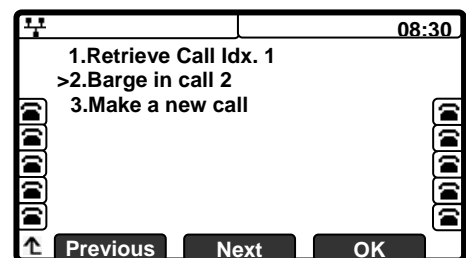 08:30
1.Retrieve Call Idx. 1
>2.Barge in call 2
3.Make a new call
Previous Next OK